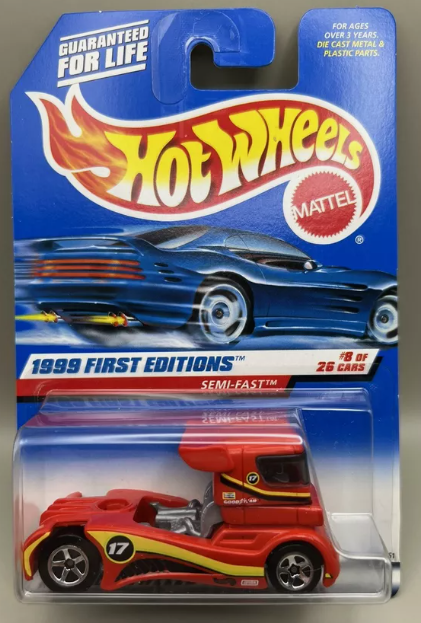 GUARANTEED
FOR LIFE
FOR AGES
OVER 3 YEARS.
DIE CAST METAL &
PLASTIC PARTS.
HOT WHEELS
MATTEL
®
1999 FIRST EDITIONS™
#8 OF
26 CARS
SEMI-FAST™
17
17